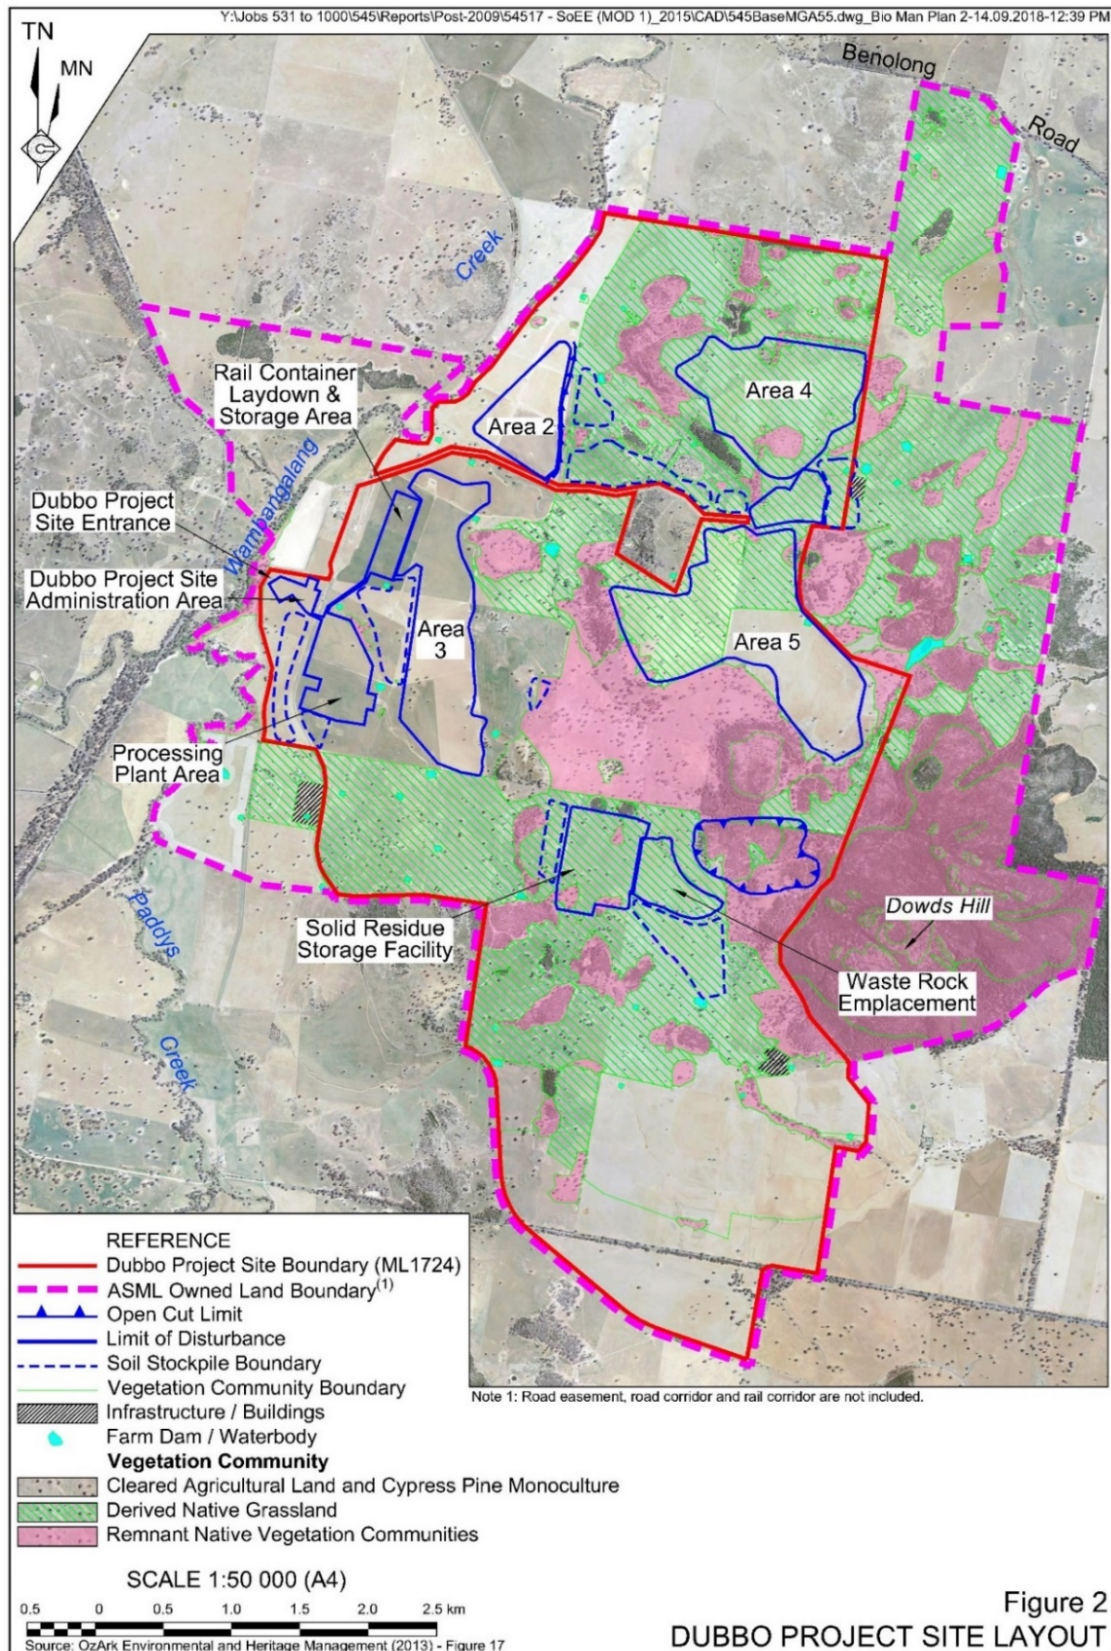 Y:\Jobs 531 to 1000\545\Reports\Post-2009\54517 - SoEE (MOD 1)_2015\CAD\545BaseMGA55.dwg_Bio Man Plan 2-14.09.2018-12:39 PM
TN
MN
Benolong
Road
Creek
Rail Container
Laydown &
Storage Area
Area 4
Area 2
Wambangalang
Dubbo Project
Site Entrance
Dubbo Project Site
Administration Area
Area
3
Area 5
Processing
Plant Area
Dowds Hill
Paddys
Creek
Solid Residue
Storage Facility
Waste Rock
Emplacement
REFERENCE
Dubbo Project Site Boundary (ML1724)
ASML Owned Land Boundary(1)
Open Cut Limit
Limit of Disturbance
Soil Stockpile Boundary
Vegetation Community Boundary
Infrastructure / Buildings
Farm Dam / Waterbody
Vegetation Community
Cleared Agricultural Land and Cypress Pine Monoculture
Derived Native Grassland
Remnant Native Vegetation Communities
Note 1: Road easement, road corridor and rail corridor are not included.
SCALE 1:50 000 (A4)
0.5 0 0.5 1.0 1.5 2.0 2.5 km
Source: OzArk Environmental and Heritage Management (2013) - Figure 17
Figure 2
DUBBO PROJECT SITE LAYOUT